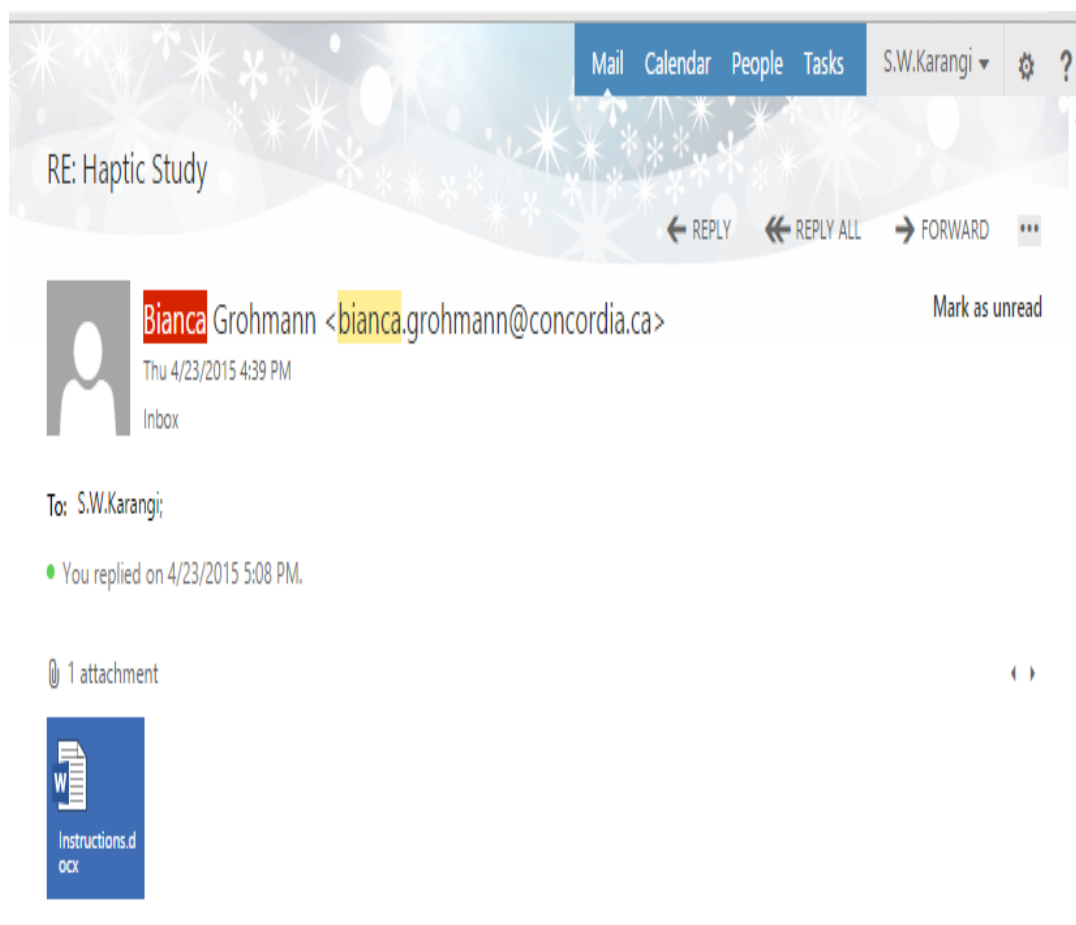 Mail Calendar People Tasks S.W.Karangi ?
RE: Haptic Study
REPLY REPLY ALL FORWARD ...
Bianca Grohmann <bianca.grohmann@concordia.ca> Mark as unread
Thu 4/23/2015 4:39 PM
Inbox
To: S.W.Karangi;
You replied on 4/23/2015 5:08 PM.
1 attachment
W
Instructions.d
ocx